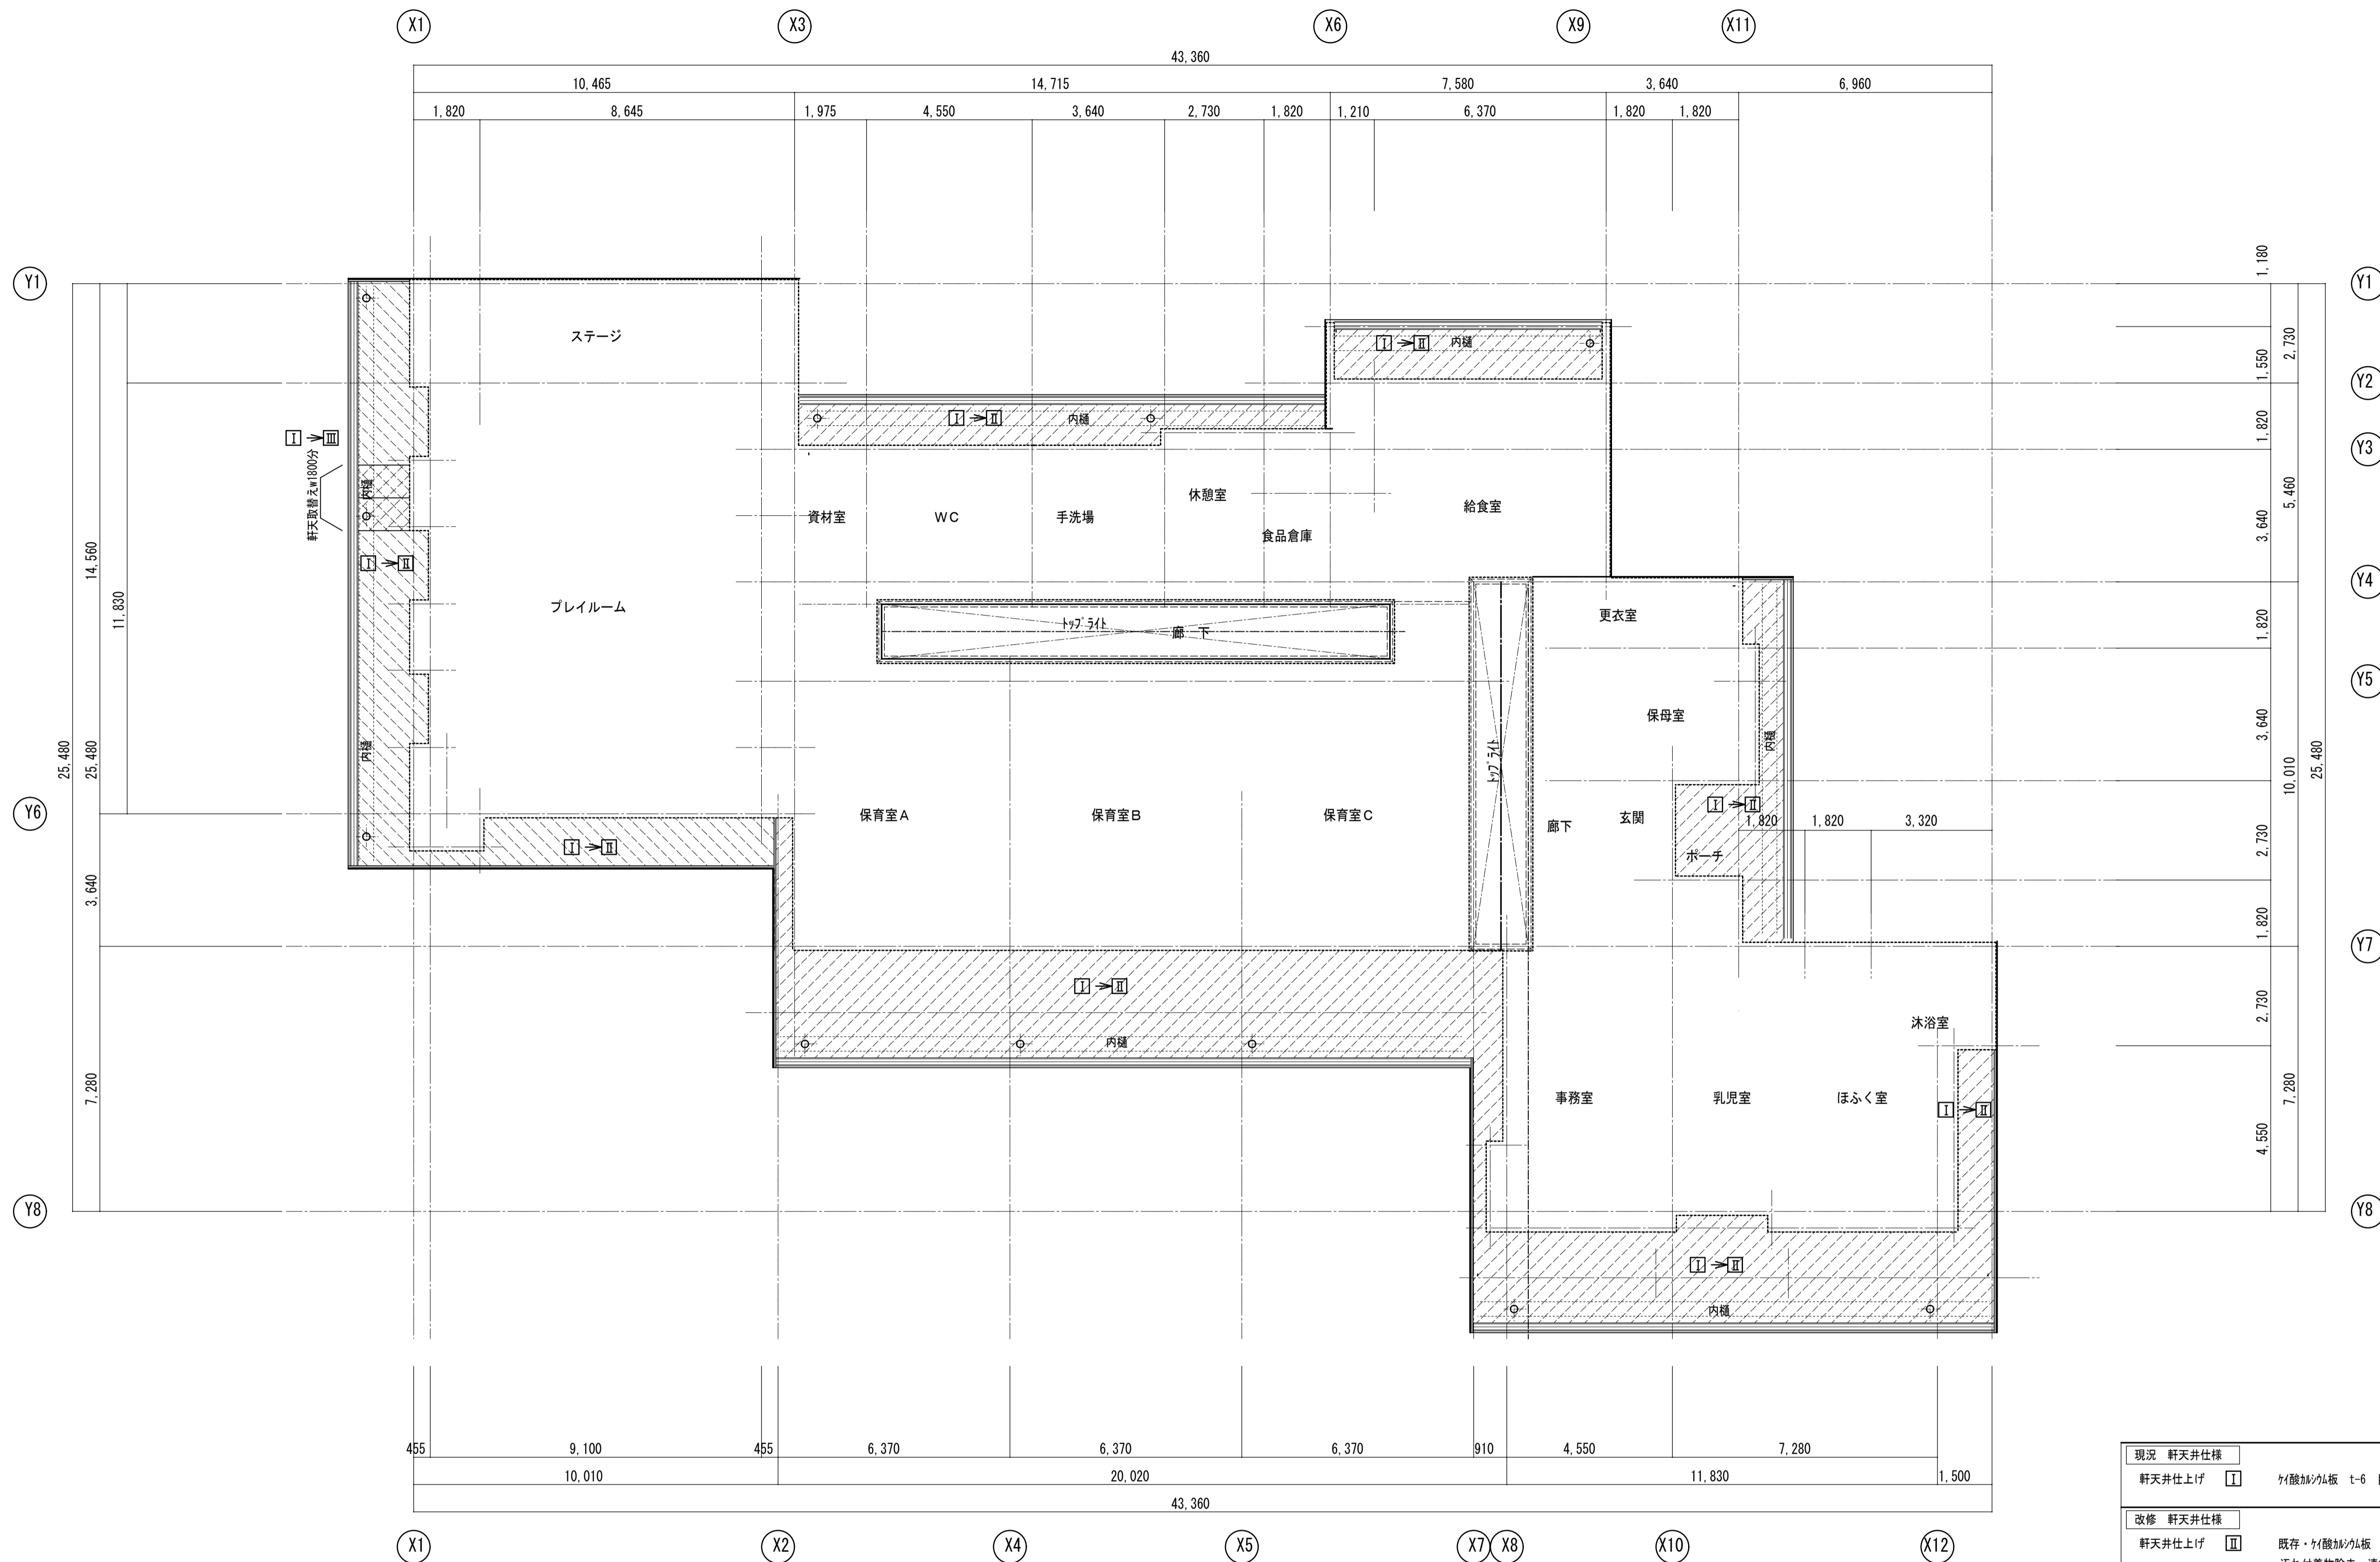 X1 X3 X6 X9 X11
43,360
10,465 14,715 7,580 3,640 6,960
1,820 8,645 1,975 4,550 3,640 2,730 1,820 1,210 6,370 1,820 1,820
1,180
Y1 Y1
ステージ
I → II 内樋
2,730
1,550
Y2
I → II 内樋
I → III
1,820
Y3
軒天取替えw1800分
内樋
休憩室
給食室
5,460
資材室 WC 手洗場
食品倉庫
3,640
14,560
I → II
Y4
11,830
プレイルーム
トップライト 廊 下
更衣室
1,820
Y5
保母室
3,640
内樋
内樋
トップライト
25,480
25,480
10,010
25,480
I → II
Y6
保育室A 保育室B 保育室C
廊下 玄関
1,820 1,820 3,320
2,730
I → II
ポーチ
3,640
1,820
Y7
I → II
2,730
沐浴室
内樋
7,280
事務室 乳児室 ほふく室
I → II
7,280
4,550
Y8 Y8
I → II
内樋
455 9,100 455 6,370 6,370 6,370 910 4,550 7,280
10,010 20,020 11,830 1,500
43,360
X1 X2 X4 X5 X7 X8 X10 X12
現況 軒天井仕様
軒天井仕上げ I ケイ酸カルシウム板 t-6
改修 軒天井仕様
軒天井仕上げ II 既存・ケイ酸カルシウム板